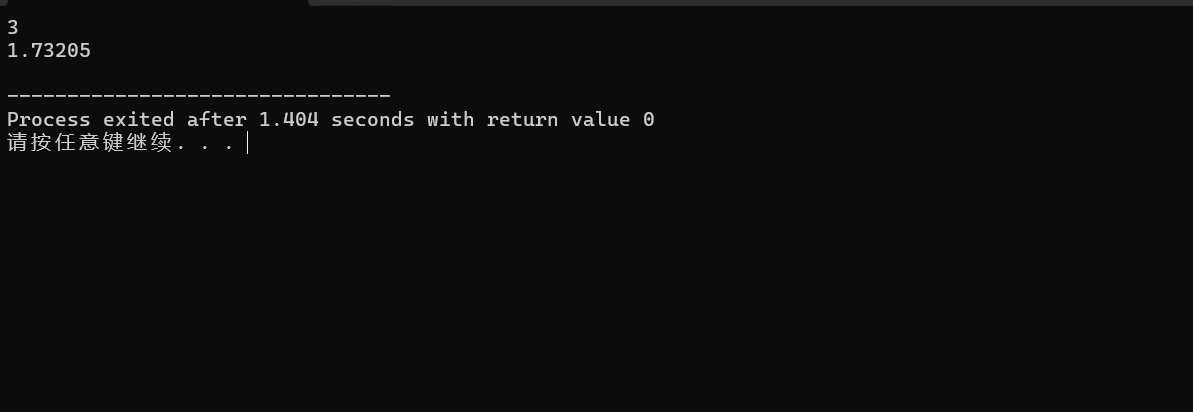 3
1.73205
--------------------------------
Process exited after 1.404 seconds with return value 0
请按任意键继续. . .